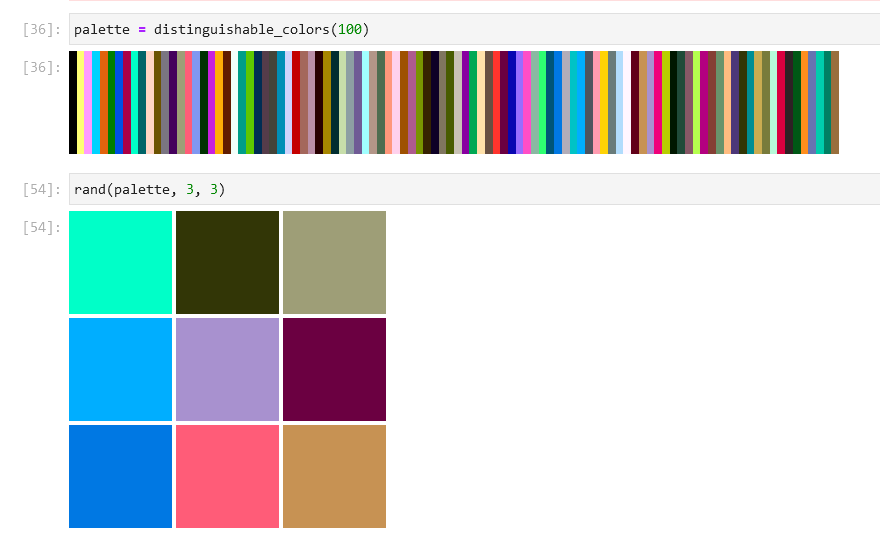 [36]: palette = distinguishable_colors(100)
[36]:
[54]: rand(palette, 3, 3)
[54]: